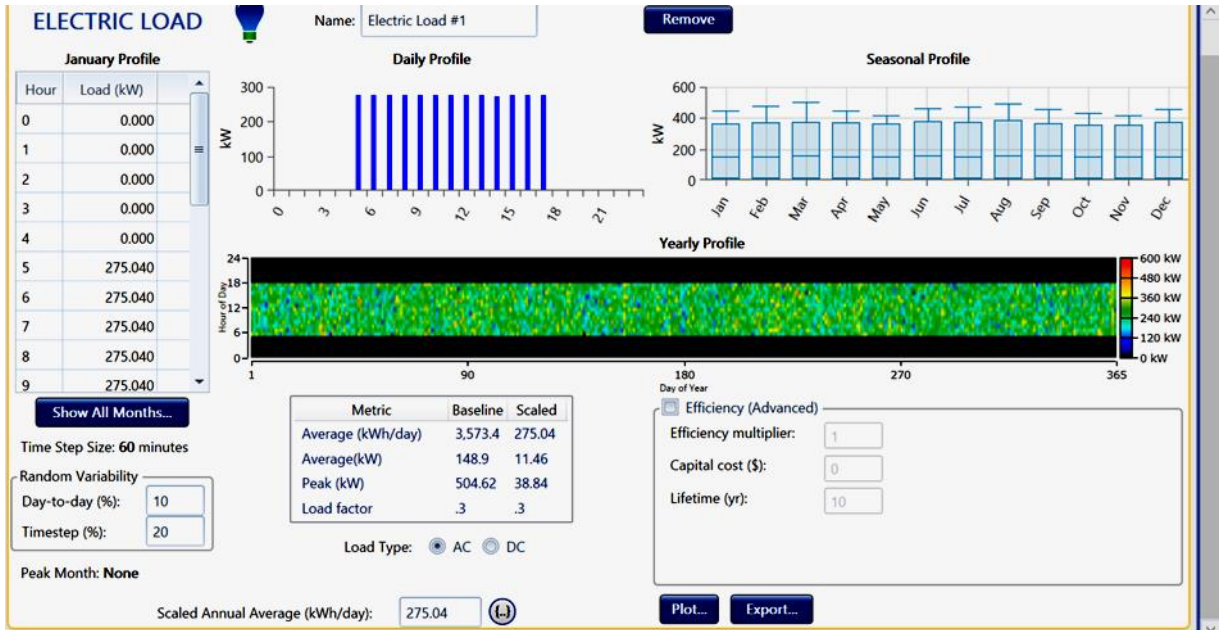 ELECTRIC LOAD
Name: Electric Load #1
Remove
January Profile
Hour Load (kW)
0 0.000
1 0.000
2 0.000
3 0.000
4 0.000
5 275.040
6 275.040
7 275.040
8 275.040
9 275.040
Show All Months...
Time Step Size: 60 minutes
Random Variability
Day-to-day (%): 10
Timestep (%): 20
Peak Month: None
Daily Profile
kW
300
200
100
0
0 3 6 9 12 15 18 21
Seasonal Profile
kW
600
400
200
0
Jan Feb Mar Apr May Jun Jul Aug Sep Oct Nov Dec
Yearly Profile
Hour of Day
24
18
12
6
0
1 90 180 270 365
Day of Year
600 kW
480 kW
360 kW
240 kW
120 kW
0 kW
Metric Baseline Scaled
Average (kWh/day) 3,573.4 275.04
Average(kW) 148.9 11.46
Peak (kW) 504.62 38.84
Load factor .3 .3
Load Type: AC DC
Efficiency (Advanced)
Efficiency multiplier: 1
Capital cost ($): 0
Lifetime (yr): 10
Scaled Annual Average (kWh/day): 275.04 {..}
Plot... Export...